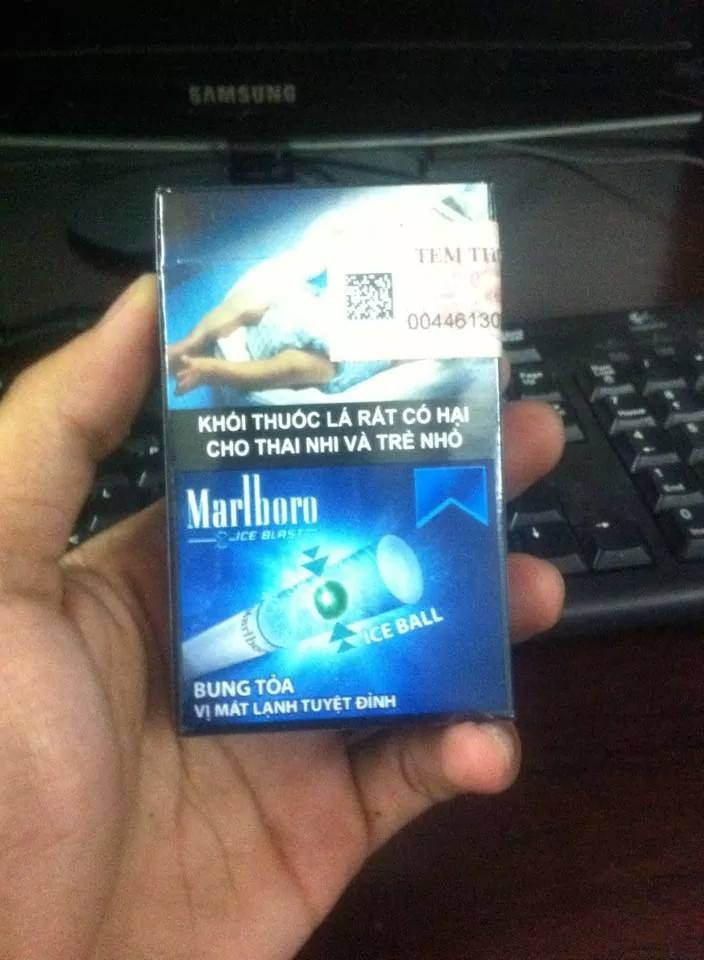 SAMSUNG
TEM TH
00446130
KHÓI THUỐC LÁ RẤT CÓ HẠI
CHO THAI NHI VÀ TRẺ NHỎ
Marlboro
ICE BLAST
Marlbo
ICE BALL
BUNG TỎA
VỊ MÁT LẠNH TUYỆT ĐỈNH